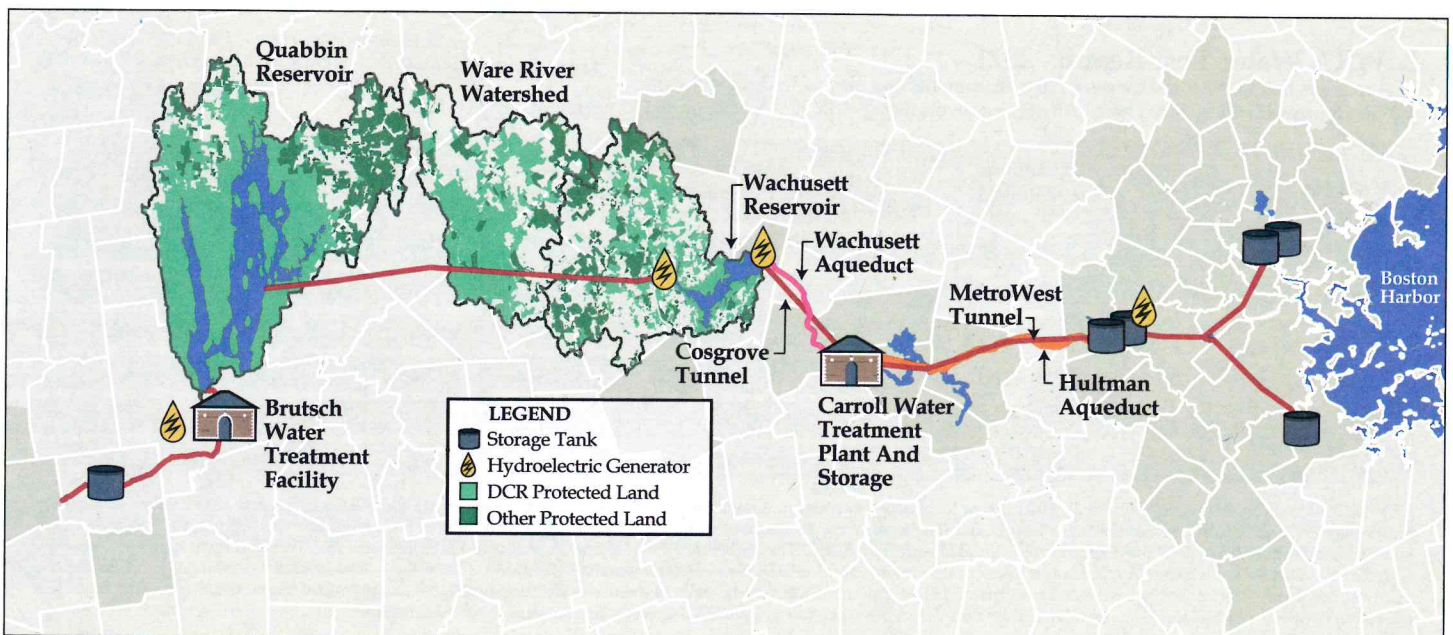 Quabbin
Reservoir
Ware River
Watershed
Wachusett
Reservoir
Wachusett
Aqueduct
MetroWest
Tunnel
Boston
Harbor
Cosgrove
Tunnel
Hultman
Aqueduct
Brutsch
Water
Treatment
Facility
Carroll Water
Treatment
Plant And
Storage
LEGEND
Storage Tank
Hydroelectric Generator
DCR Protected Land
Other Protected Land